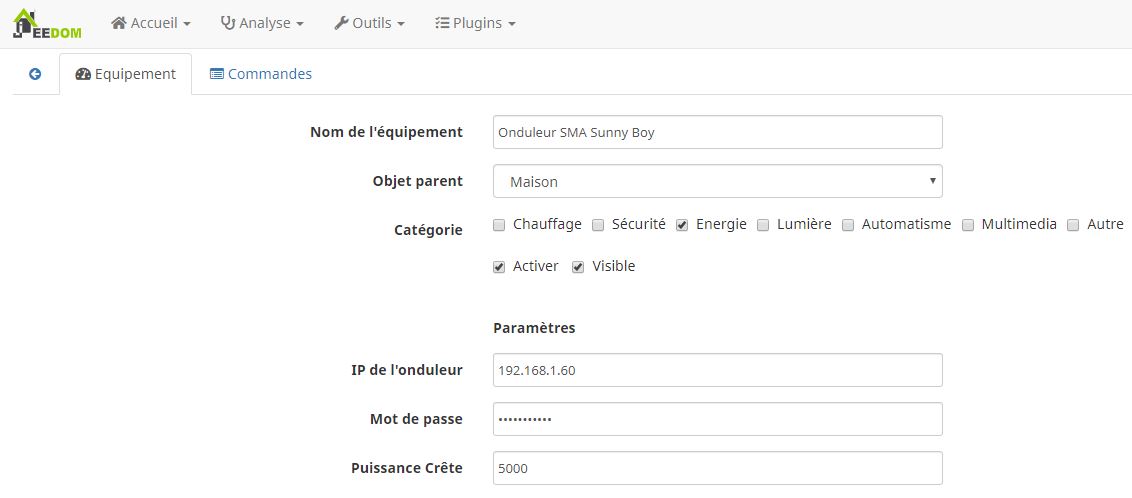 JEEDOM Accueil Analyse Outils Plugins
Equipement Commandes
Nom de l'équipement Onduleur SMA Sunny Boy
Objet parent Maison
Catégorie Chauffage Sécurité Energie Lumière Automatisme Multimedia Autre
Activer Visible
Paramètres
IP de l'onduleur 192.168.1.60
Mot de passe •••••••••••
Puissance Crête 5000